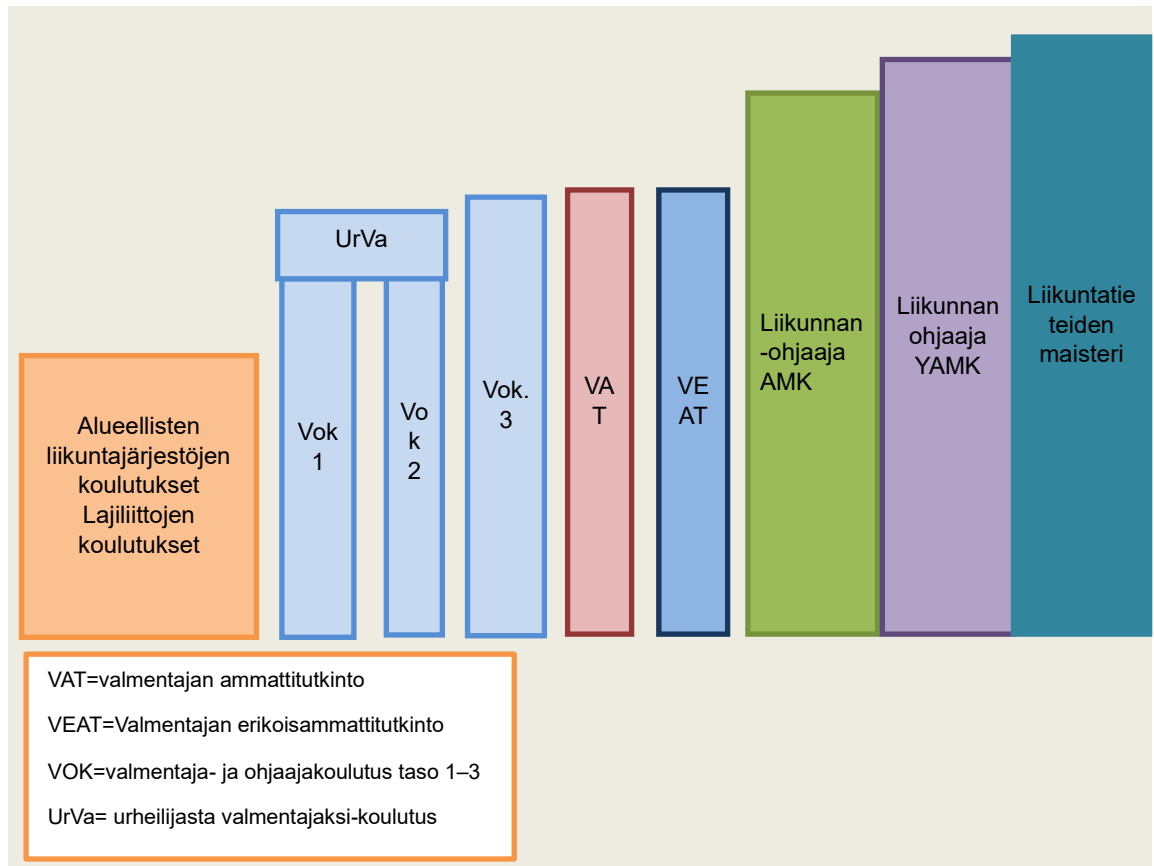 UrVa
Alueellisten
liikuntajärjestöjen
koulutukset
Lajiliittojen
koulutukset
Vok
1
Vo
k
2
Vok.
3
VA
T
VE
AT
Liikunnan
-ohjaaja
AMK
Liikunnan
ohjaaja
YAMK
Liikuntatie
teiden
maisteri
VAT=valmentajan ammattitutkinto
VEAT=Valmentajan erikoisammattitutkinto
VOK=valmentaja- ja ohjaajakoulutus taso 1–3
UrVa= urheilijasta valmentajaksi-koulutus